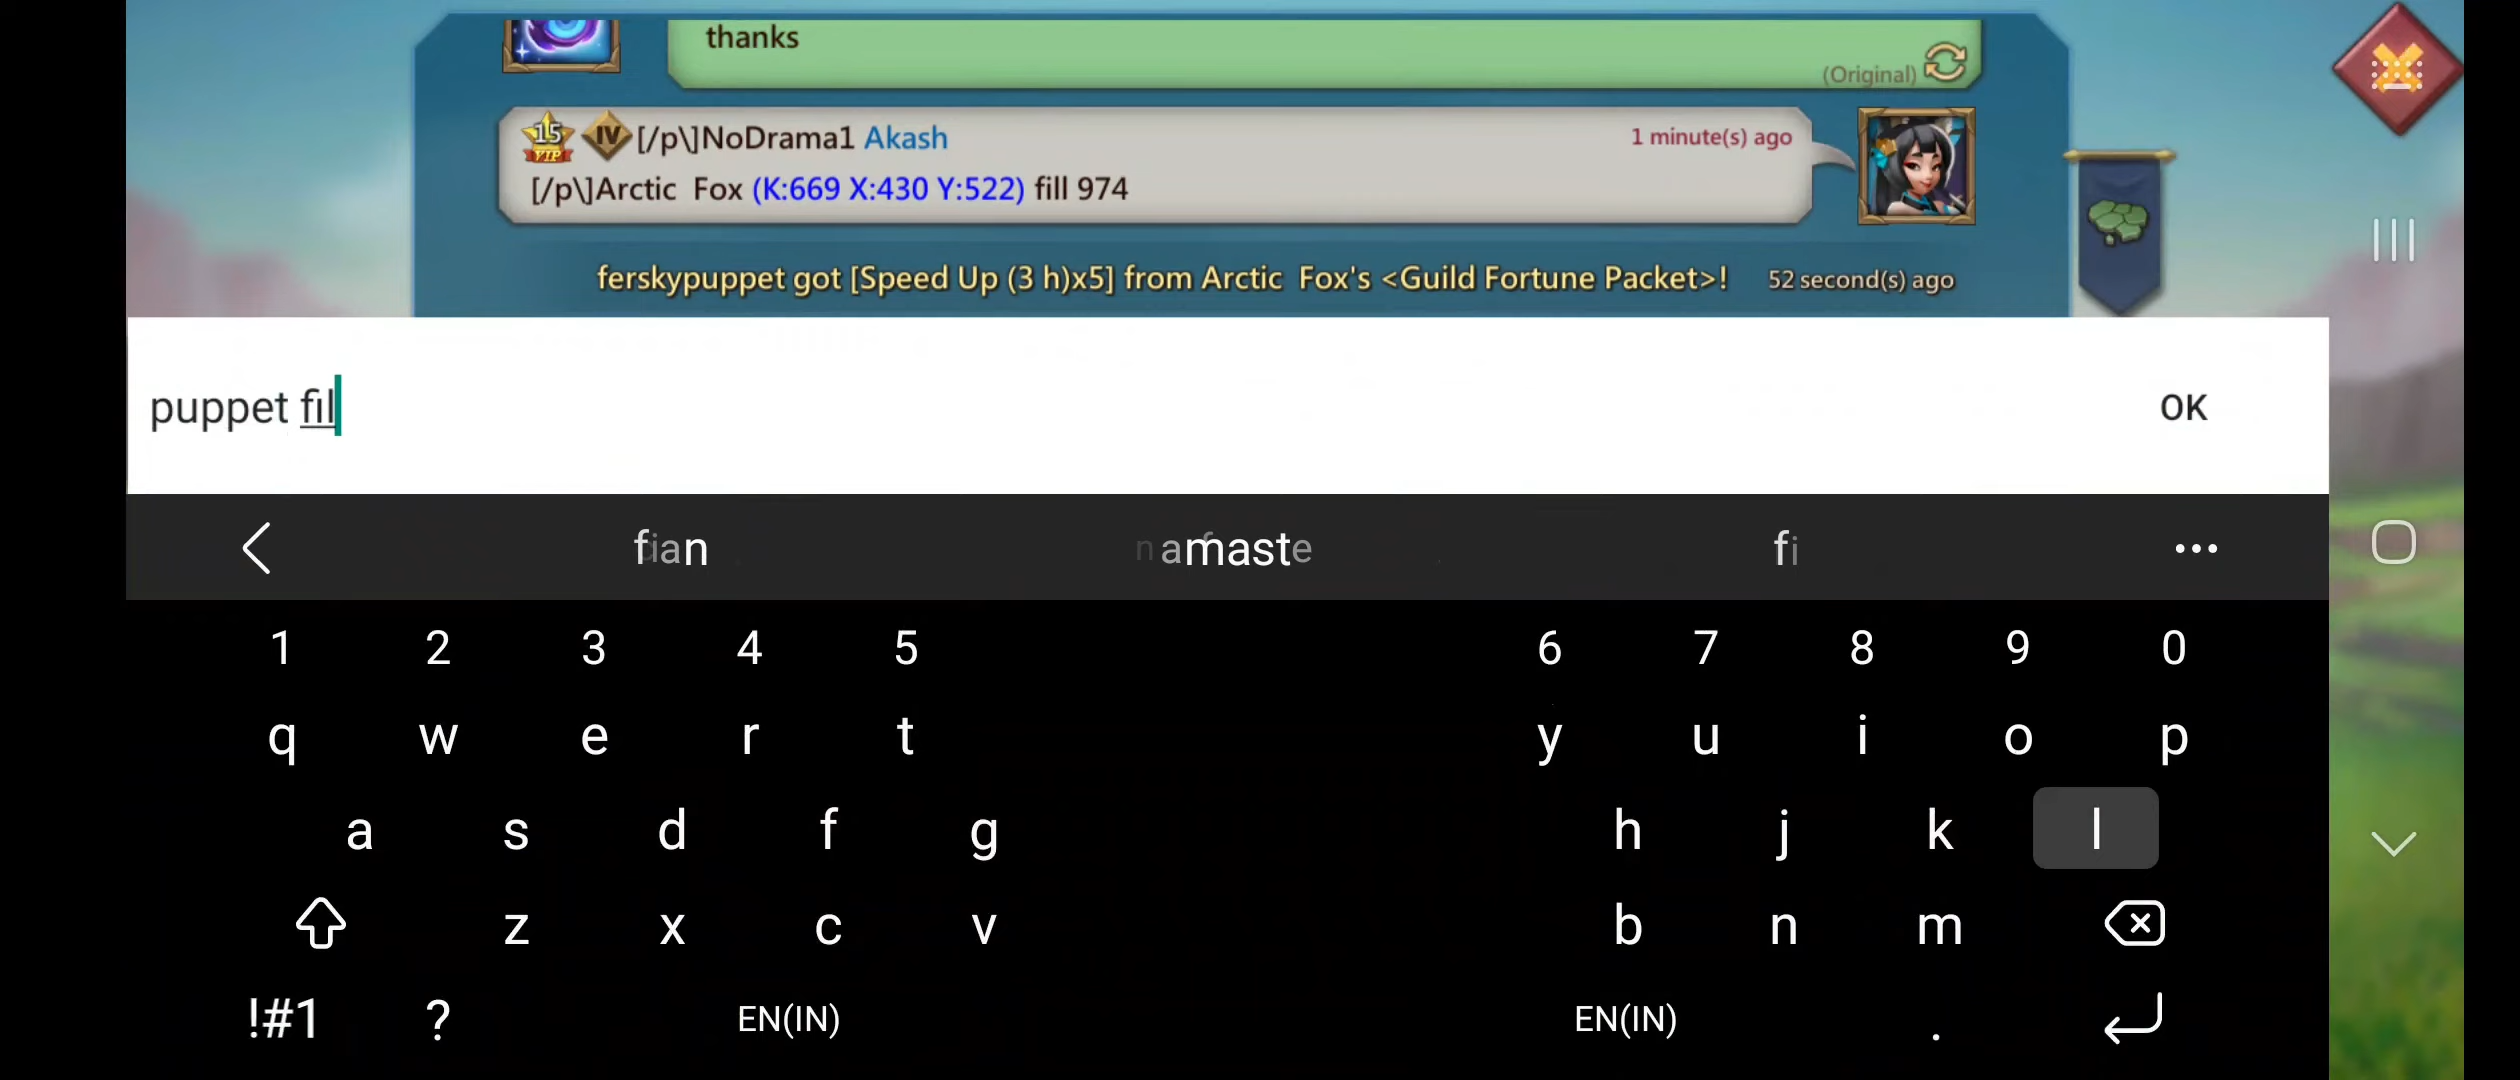 thanks
(Original)
15 VIP IV [/p\]NoDrama1 Akash 1 minute(s) ago
[/p\]Arctic Fox (K:669 X:430 Y:522) fill 974
ferskypuppet got [Speed Up (3 h)x5] from Arctic Fox's <Guild Fortune Packet>! 52 second(s) ago
puppet fil OK
namaste fi
1 2 3 4 5 6 7 8 9 0
q w e r t y u i o p
a s d f g h j k l
z x c v b n m
!#1 ? EN(IN) EN(IN) .